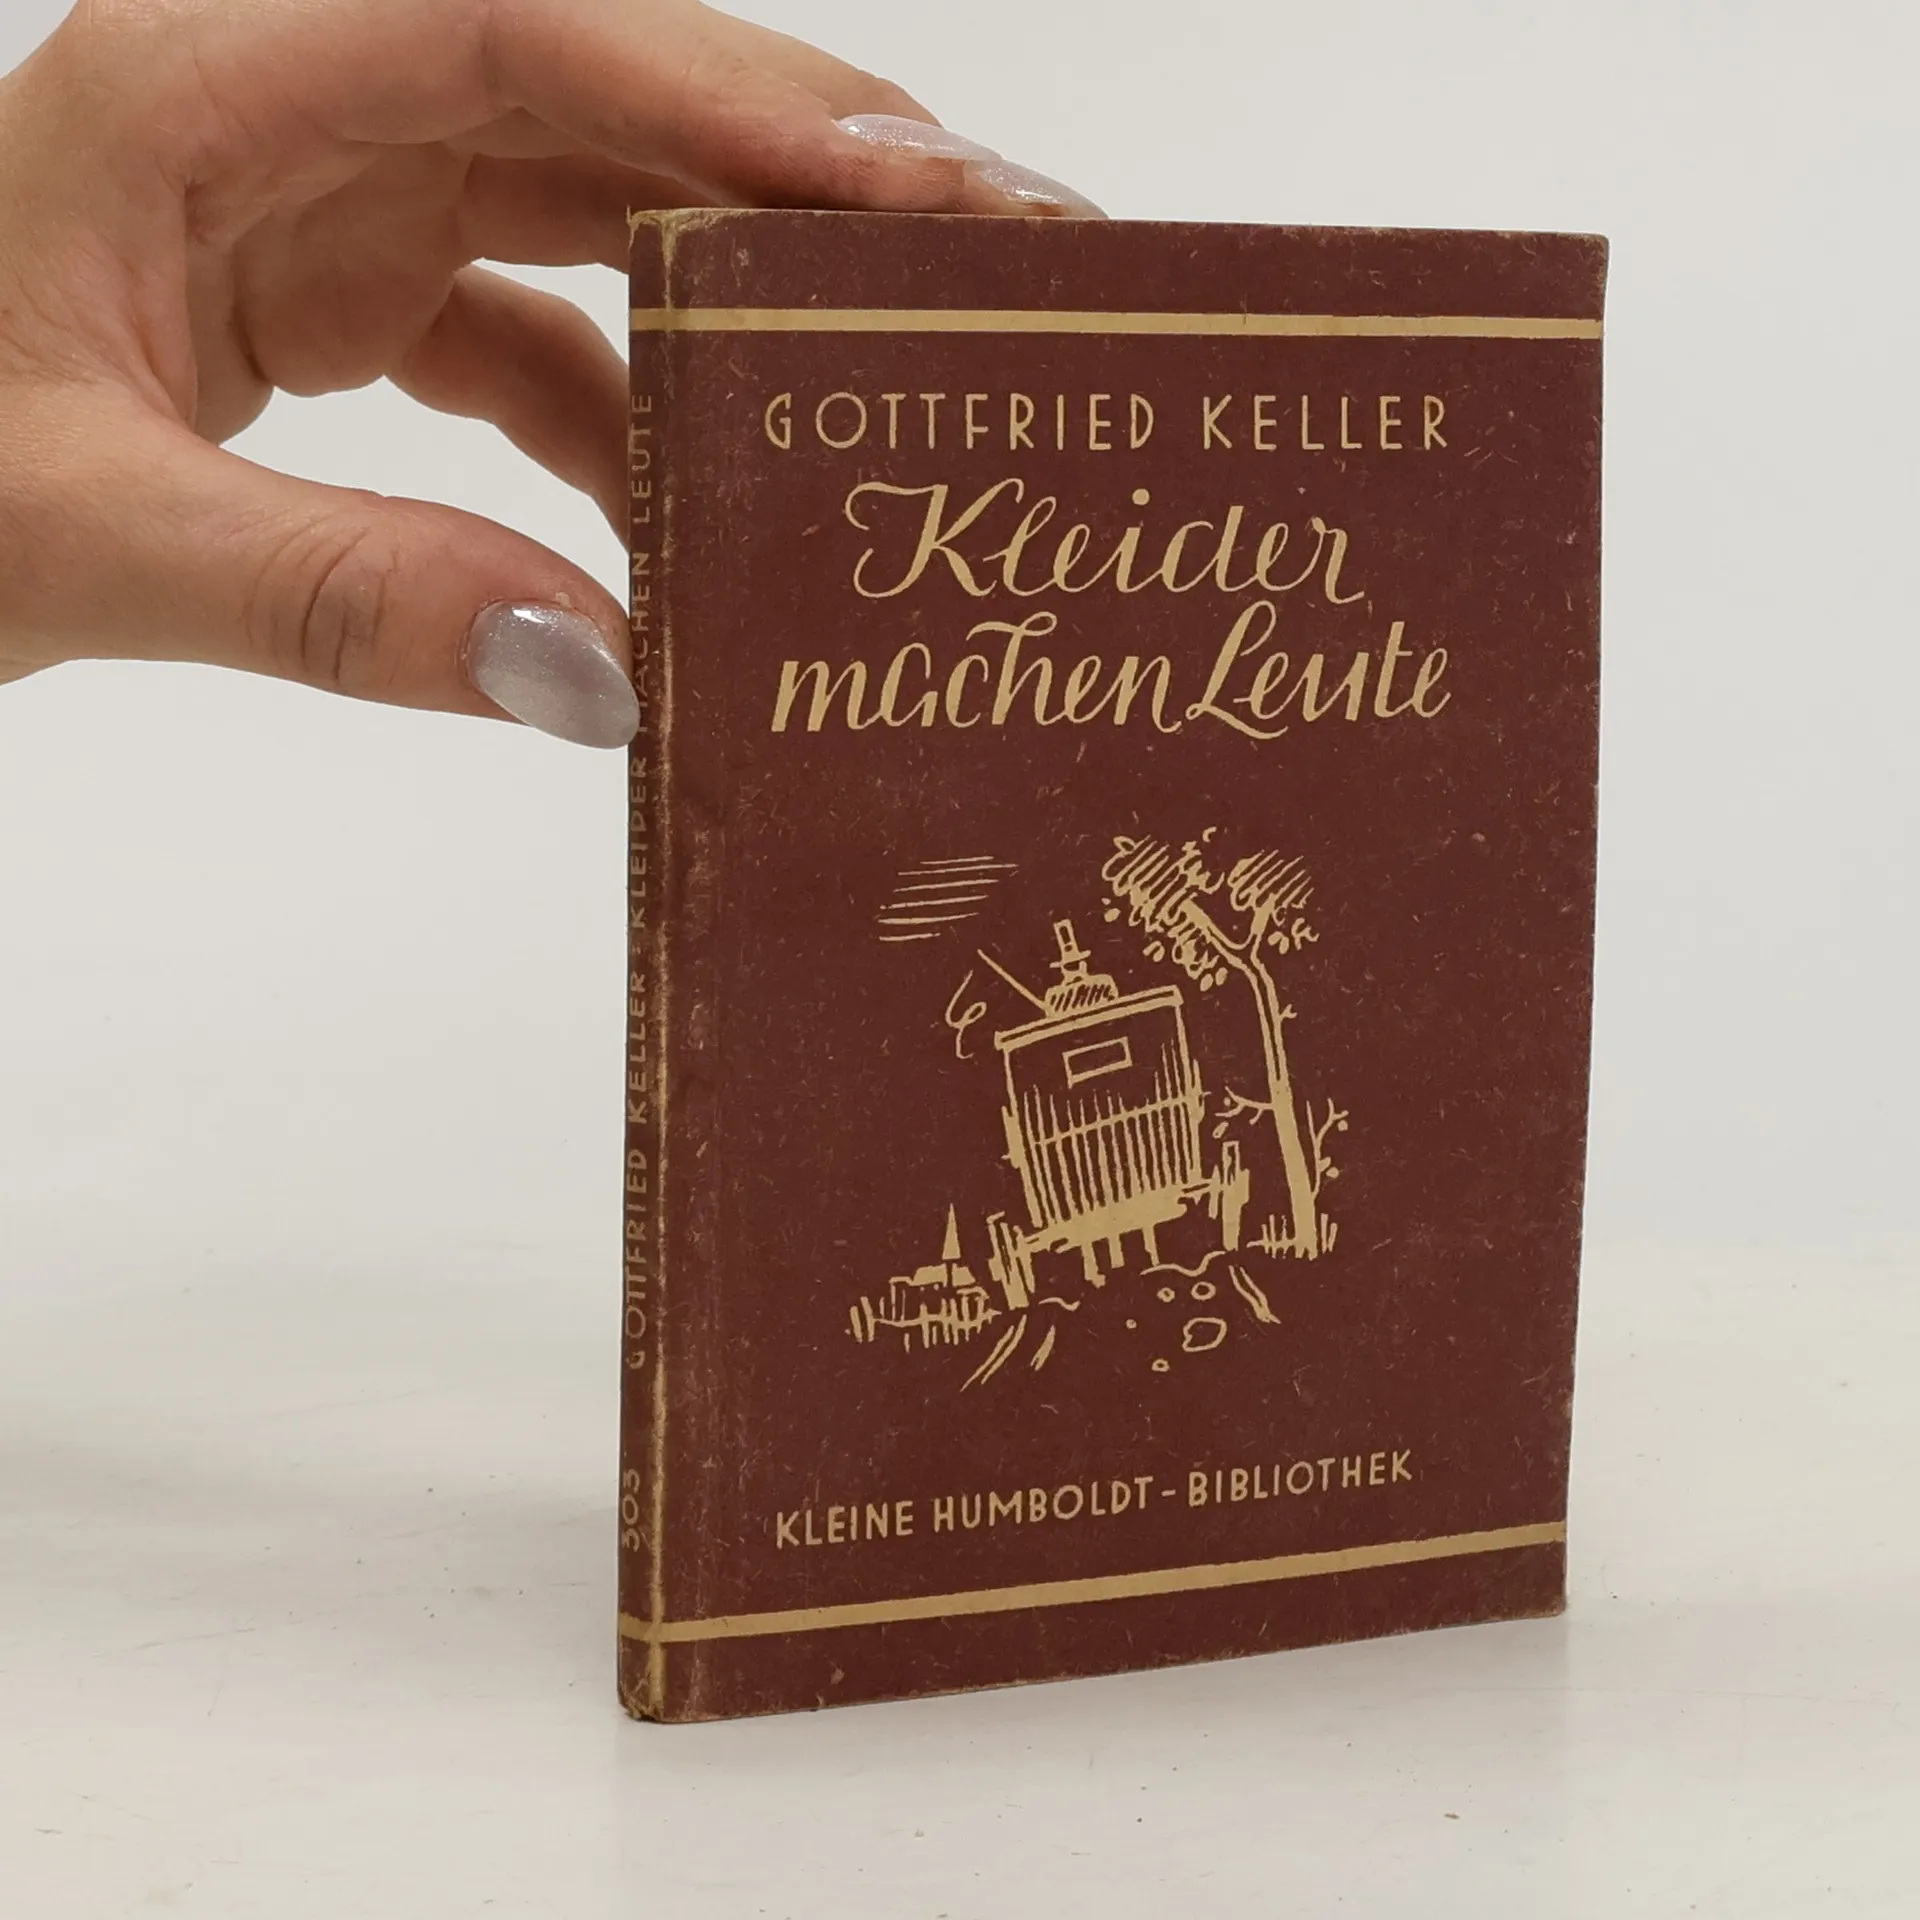 GOTTFRIED KELLER
Kleider
machen Leute
KLEINE HUMBOLDT-BIBLIOTHEK
303 GOTTFRIED KELLER · KLEIDER MACHEN LEUTE